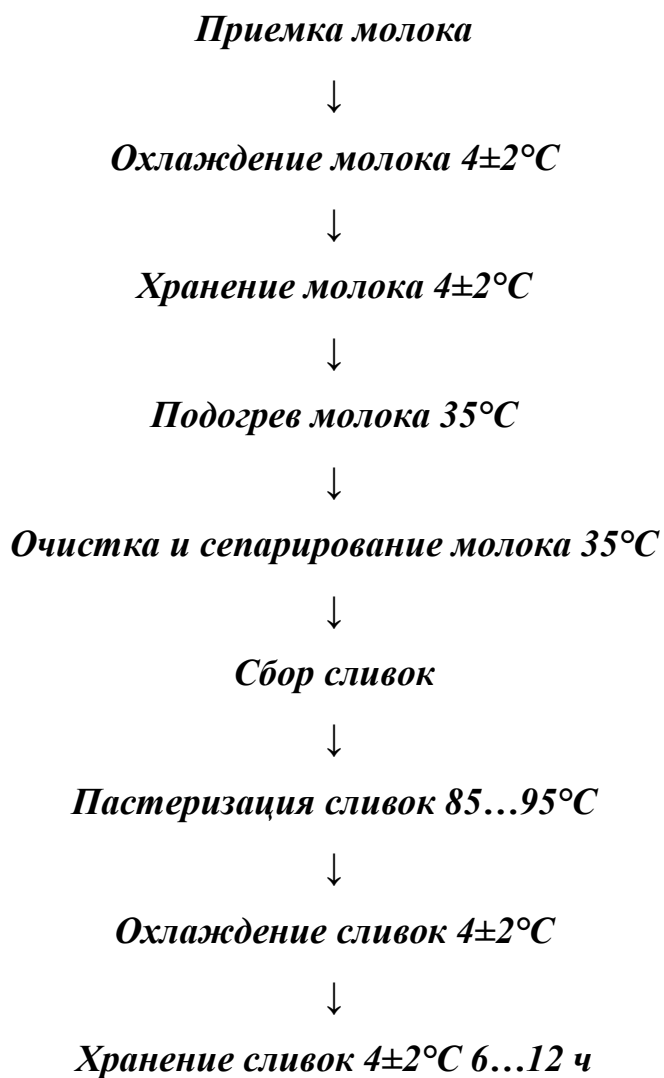 Приемка молока
↓
Охлаждение молока 4±2°С
↓
Хранение молока 4±2°С
↓
Подогрев молока 35°С
↓
Очистка и сепарирование молока 35°С
↓
Сбор сливок
↓
Пастеризация сливок 85…95°С
↓
Охлаждение сливок 4±2°С
↓
Хранение сливок 4±2°С 6…12 ч